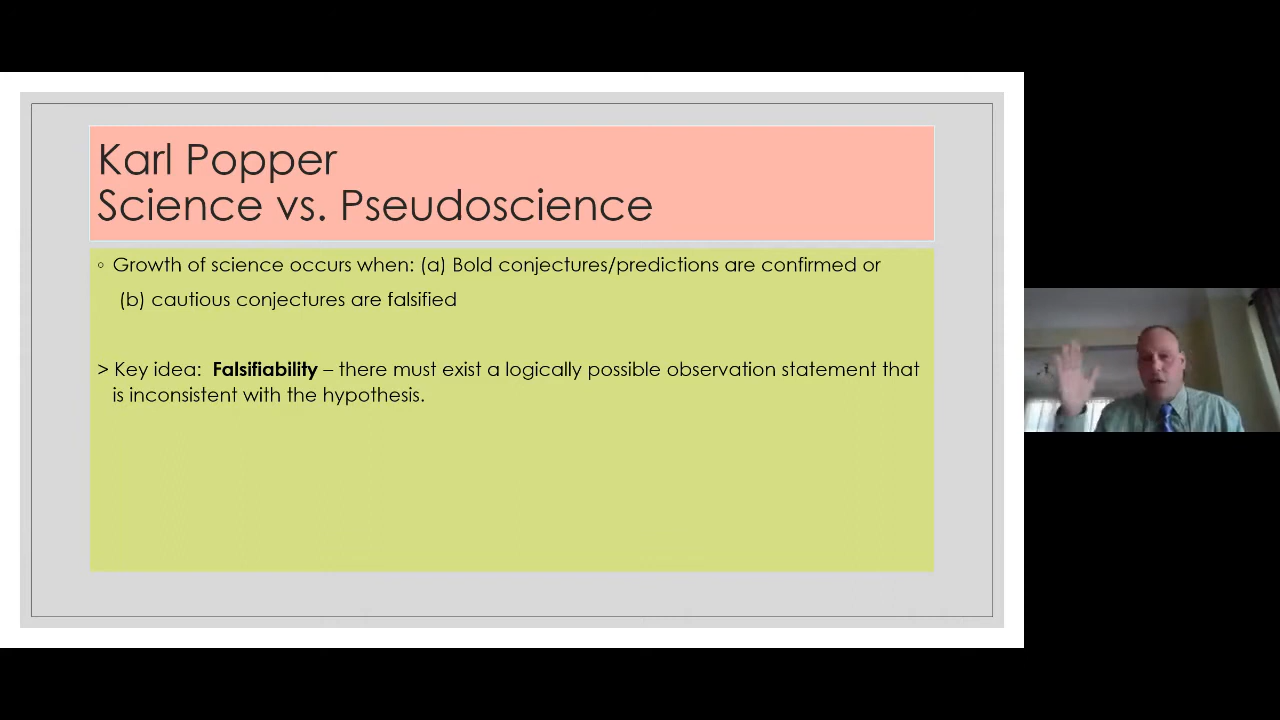 Karl Popper
Science vs. Pseudoscience
◦ Growth of science occurs when: (a) Bold conjectures/predictions are confirmed or
(b) cautious conjectures are falsified
> Key idea: Falsifiability – there must exist a logically possible observation statement that
is inconsistent with the hypothesis.